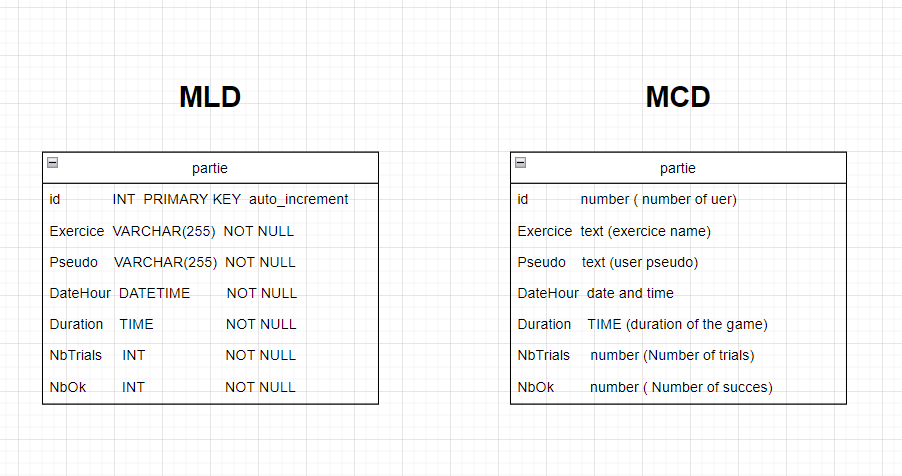 MLD
partie
id INT PRIMARY KEY auto_increment
Exercice VARCHAR(255) NOT NULL
Pseudo VARCHAR(255) NOT NULL
DateHour DATETIME NOT NULL
Duration TIME NOT NULL
NbTrials INT NOT NULL
NbOk INT NOT NULL
MCD
partie
id number ( number of uer)
Exercice text (exercice name)
Pseudo text (user pseudo)
DateHour date and time
Duration TIME (duration of the game)
NbTrials number (Number of trials)
NbOk number ( Number of succes)